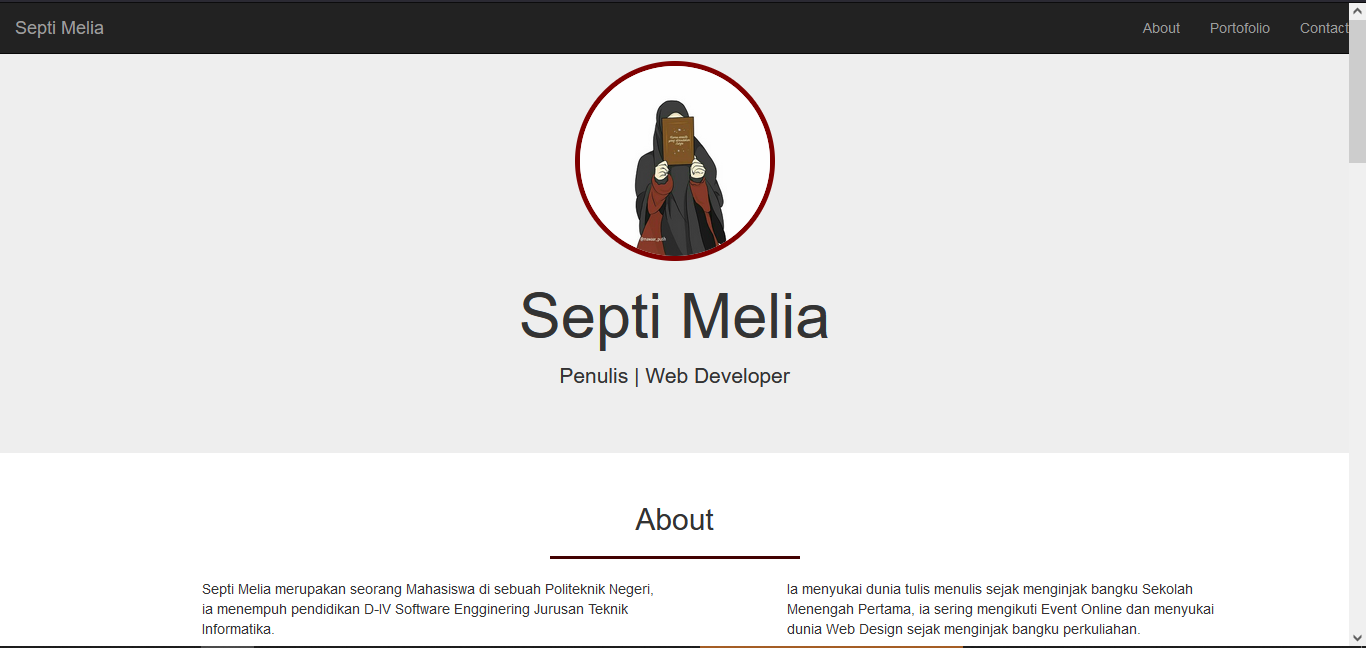 Septi Melia
About Portofolio Contact
Septi Melia
Penulis | Web Developer
About
Septi Melia merupakan seorang Mahasiswa di sebuah Politeknik Negeri,
ia menempuh pendidikan D-IV Software Engginering Jurusan Teknik
Informatika.
Ia menyukai dunia tulis menulis sejak menginjak bangku Sekolah
Menengah Pertama, ia sering mengikuti Event Online dan menyukai
dunia Web Design sejak menginjak bangku perkuliahan.